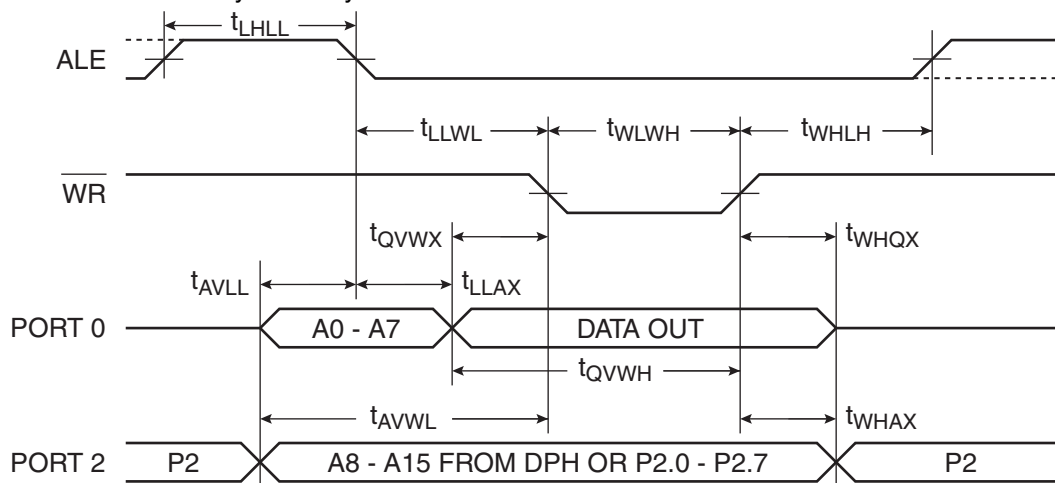 tLHLL
ALE
tLLWL tWLWH tWHLH
WR
tQVWX tWHQX
tAVLL tLLAX
PORT 0 A0 - A7 DATA OUT
tQVWH
tAVWL tWHAX
PORT 2 P2 A8 - A15 FROM DPH OR P2.0 - P2.7 P2